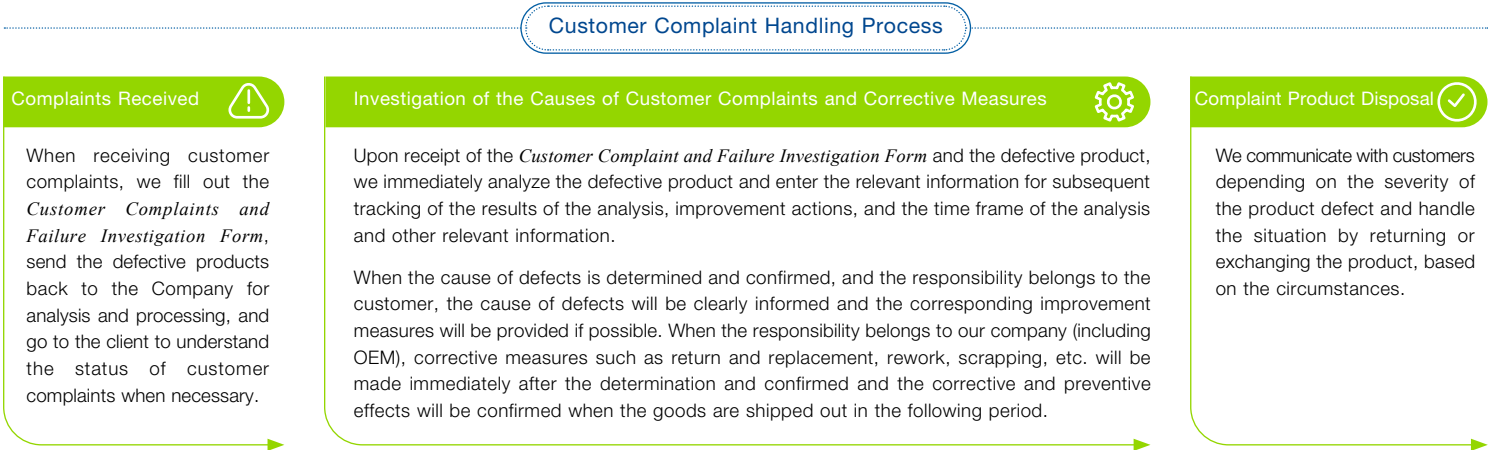 Customer Complaint Handling Process
Complaints Received
When receiving customer
complaints, we fill out the
Customer Complaints and
Failure Investigation Form,
send the defective products
back to the Company for
analysis and processing, and
go to the client to understand
the status of customer
complaints when necessary.
Investigation of the Causes of Customer Complaints and Corrective Measures
Upon receipt of the Customer Complaint and Failure Investigation Form and the defective product,
we immediately analyze the defective product and enter the relevant information for subsequent
tracking of the results of the analysis, improvement actions, and the time frame of the analysis
and other relevant information.
When the cause of defects is determined and confirmed, and the responsibility belongs to the
customer, the cause of defects will be clearly informed and the corresponding improvement
measures will be provided if possible. When the responsibility belongs to our company (including
OEM), corrective measures such as return and replacement, rework, scrapping, etc. will be
made immediately after the determination and confirmed and the corrective and preventive
effects will be confirmed when the goods are shipped out in the following period.
Complaint Product Disposal
We communicate with customers
depending on the severity of
the product defect and handle
the situation by returning or
exchanging the product, based
on the circumstances.